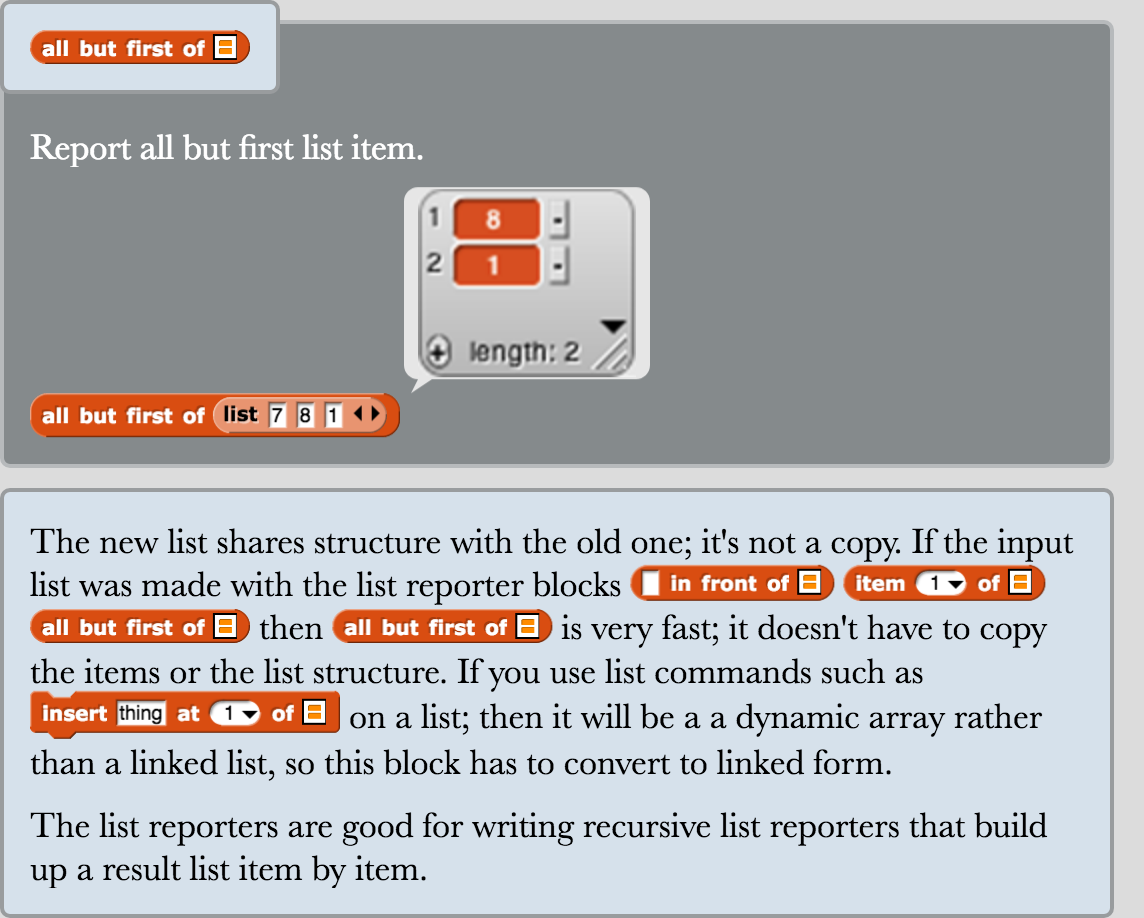 all but first of
Report all but first list item.
1 8 -
2 1 -
+ length: 2
all but first of list 7 8 1
The new list shares structure with the old one; it's not a copy. If the input
list was made with the list reporter blocks in front of item 1 of
all but first of then all but first of is very fast; it doesn't have to copy
the items or the list structure. If you use list commands such as
insert thing at 1 of on a list; then it will be a a dynamic array rather
than a linked list, so this block has to convert to linked form.
The list reporters are good for writing recursive list reporters that build
up a result list item by item.